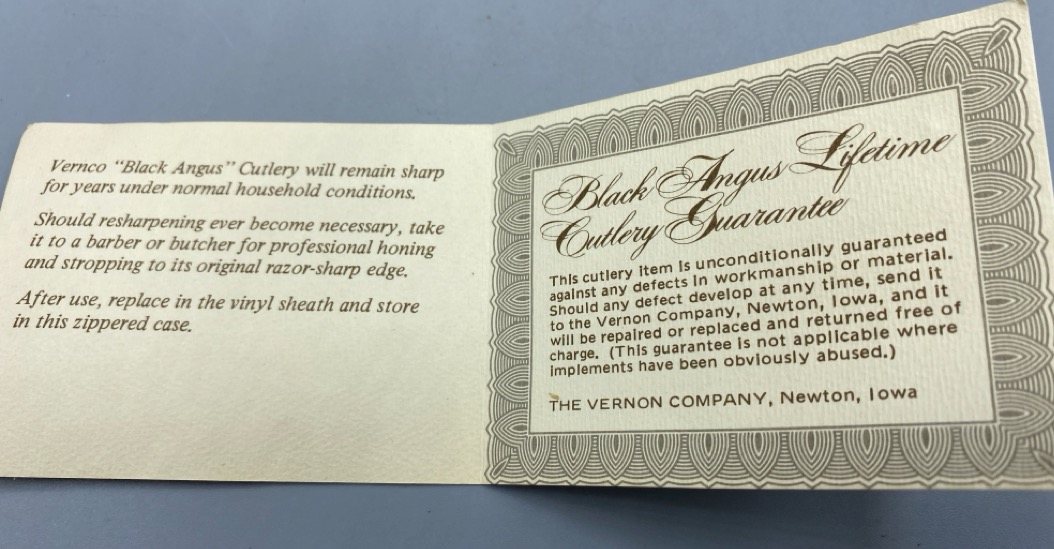 Vernco "Black Angus" Cutlery will remain sharp
for years under normal household conditions.
Should resharpening ever become necessary, take
it to a barber or butcher for professional honing
and stropping to its original razor-sharp edge.
After use, replace in the vinyl sheath and store
in this zippered case.
Black Angus Lifetime
Cutlery Guarantee
This cutlery item is unconditionally guaranteed
against any defects in workmanship or material.
Should any defect develop at any time, send it
to the Vernon Company, Newton, Iowa, and it
will be repaired or replaced and returned free of
charge. (This guarantee is not applicable where
implements have been obviously abused.)
THE VERNON COMPANY, Newton, Iowa